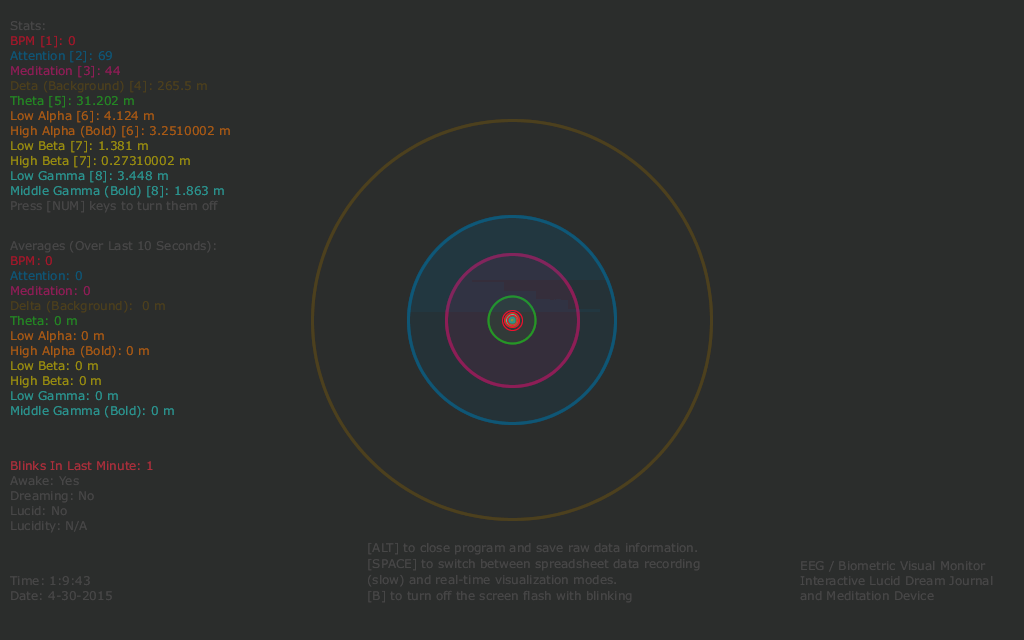 Stats:
BPM [1]: 0
Attention [2]: 69
Meditation [3]: 44
Deta (Background) [4]: 265.5 m
Theta [5]: 31.202 m
Low Alpha [6]: 4.124 m
High Alpha (Bold) [6]: 3.2510002 m
Low Beta [7]: 1.381 m
High Beta [7]: 0.27310002 m
Low Gamma [8]: 3.448 m
Middle Gamma (Bold) [8]: 1.863 m
Press [NUM] keys to turn them off
Averages (Over Last 10 Seconds):
BPM: 0
Attention: 0
Meditation: 0
Delta (Background): 0 m
Theta: 0 m
Low Alpha: 0 m
High Alpha (Bold): 0 m
Low Beta: 0 m
High Beta: 0 m
Low Gamma: 0 m
Middle Gamma (Bold): 0 m
Blinks In Last Minute: 1
Awake: Yes
Dreaming: No
Lucid: No
Lucidity: N/A
Time: 1:9:43
Date: 4-30-2015
[ALT] to close program and save raw data information.
[SPACE] to switch between spreadsheet data recording
(slow) and real-time visualization modes.
[B] to turn off the screen flash with blinking
EEG / Biometric Visual Monitor
Interactive Lucid Dream Journal
and Meditation Device